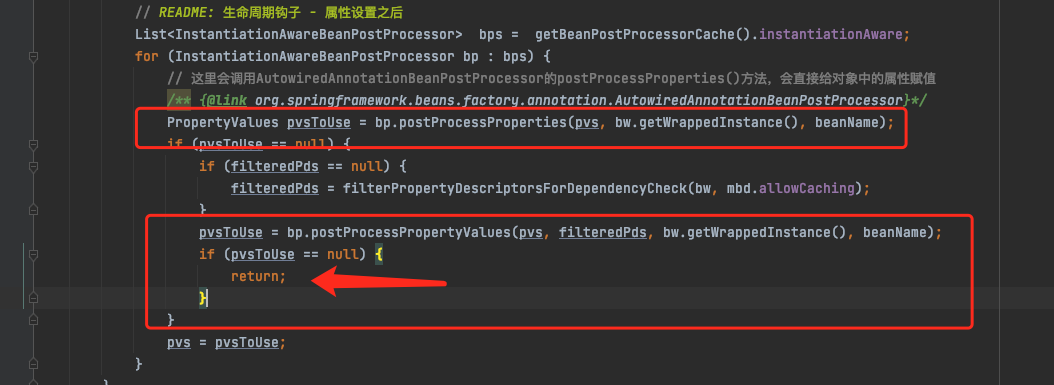 // README: 生命周期钩子 - 属性设置之后
List<InstantiationAwareBeanPostProcessor>  bps =  getBeanPostProcessorCache().instantiationAware;
for (InstantiationAwareBeanPostProcessor bp : bps) {
// 这里会调用AutowiredAnnotationBeanPostProcessor的postProcessProperties()方法，会直接给对象中的属性赋值
/** {@link org.springframework.beans.factory.annotation.AutowiredAnnotationBeanPostProcessor}*/
PropertyValues pvsToUse = bp.postProcessProperties(pvs, bw.getWrappedInstance(), beanName);
if (pvsToUse == null) {
if (filteredPds == null) {
filteredPds = filterPropertyDescriptorsForDependencyCheck(bw, mbd.allowCaching);
}
pvsToUse = bp.postProcessPropertyValues(pvs, filteredPds, bw.getWrappedInstance(), beanName);
if (pvsToUse == null) {
return;
}
}
pvs = pvsToUse;
}
}